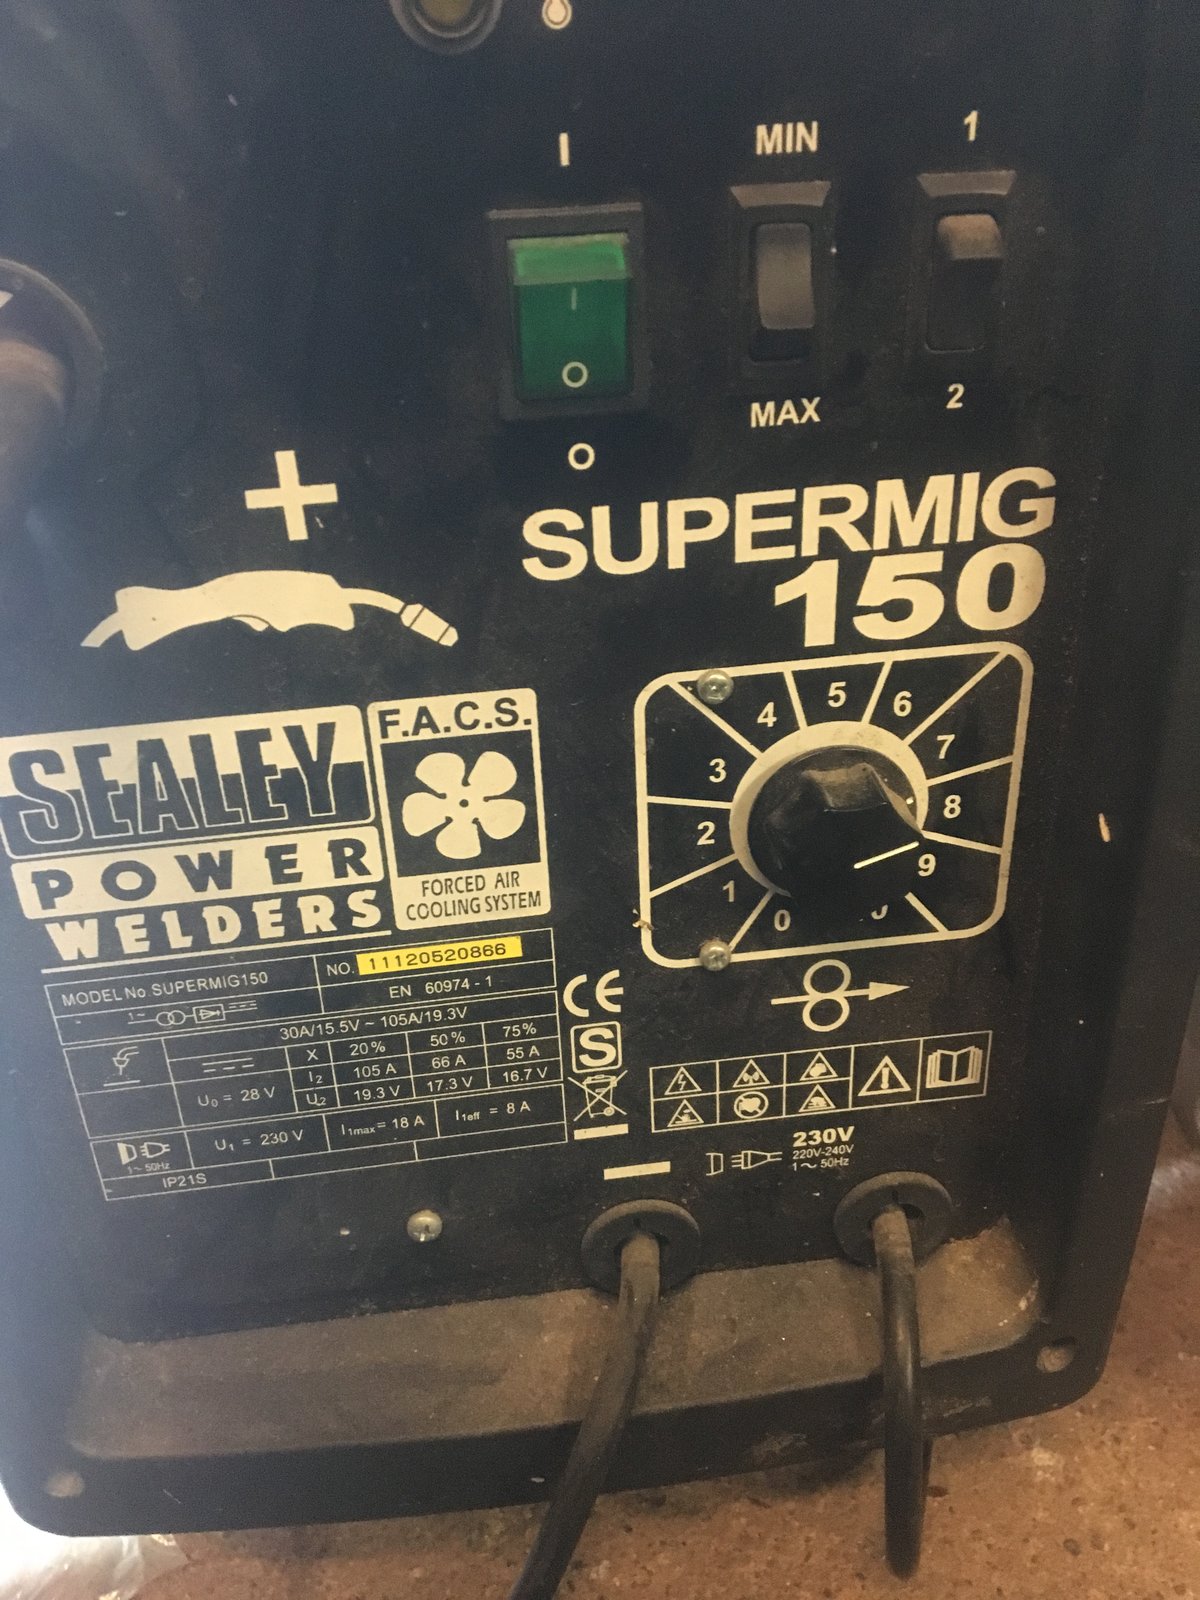 I
MIN
1
I
O
MAX
2
O
SUPERMIG
150
SEALEY
POWER
WELDERS
F.A.C.S.
FORCED AIR
COOLING SYSTEM
4 5 6
3 7
2 8
1 9
0
MODEL No. SUPERMIG150
NO. 11120520866
1~
EN 60974-1
30A/15.5V ~ 105A/19.3V
X 20% 50% 75%
U0 = 28 V
I2 105 A 66 A 55 A
U2 19.3 V 17.3 V 16.7 V
1~ 50Hz
U1 = 230 V
I1max = 18 A
I1eff = 8 A
IP21S
CE
S
230V
220V-240V
1~ 50Hz